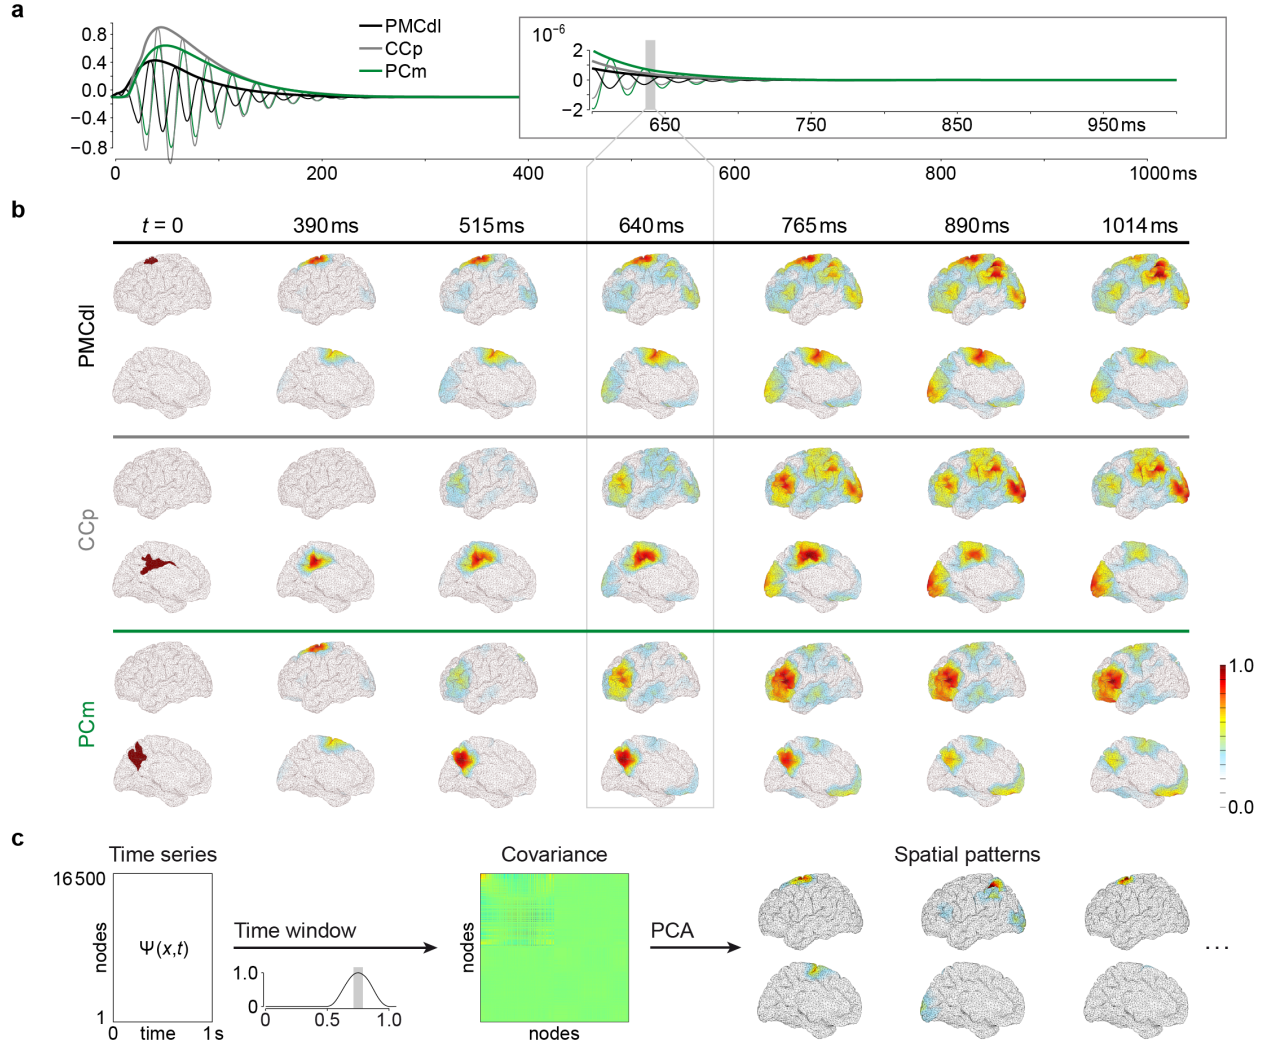 a
PMCdl
CCp
PCm
0.8
0.4
0.0
−0.4
−0.8
0
200
400
600
800
1000 ms
10⁻⁶
2
0
−2
650
750
850
950 ms
b
t = 0
390 ms
515 ms
640 ms
765 ms
890 ms
1014 ms
PMCdl
CCp
PCm
1.0
0.0
c
Time series
16500
nodes
Ψ(x,t)
1
0
time
1 s
Time window
1.0
0
0
0.5
1.0
Covariance
nodes
nodes
PCA
Spatial patterns
...